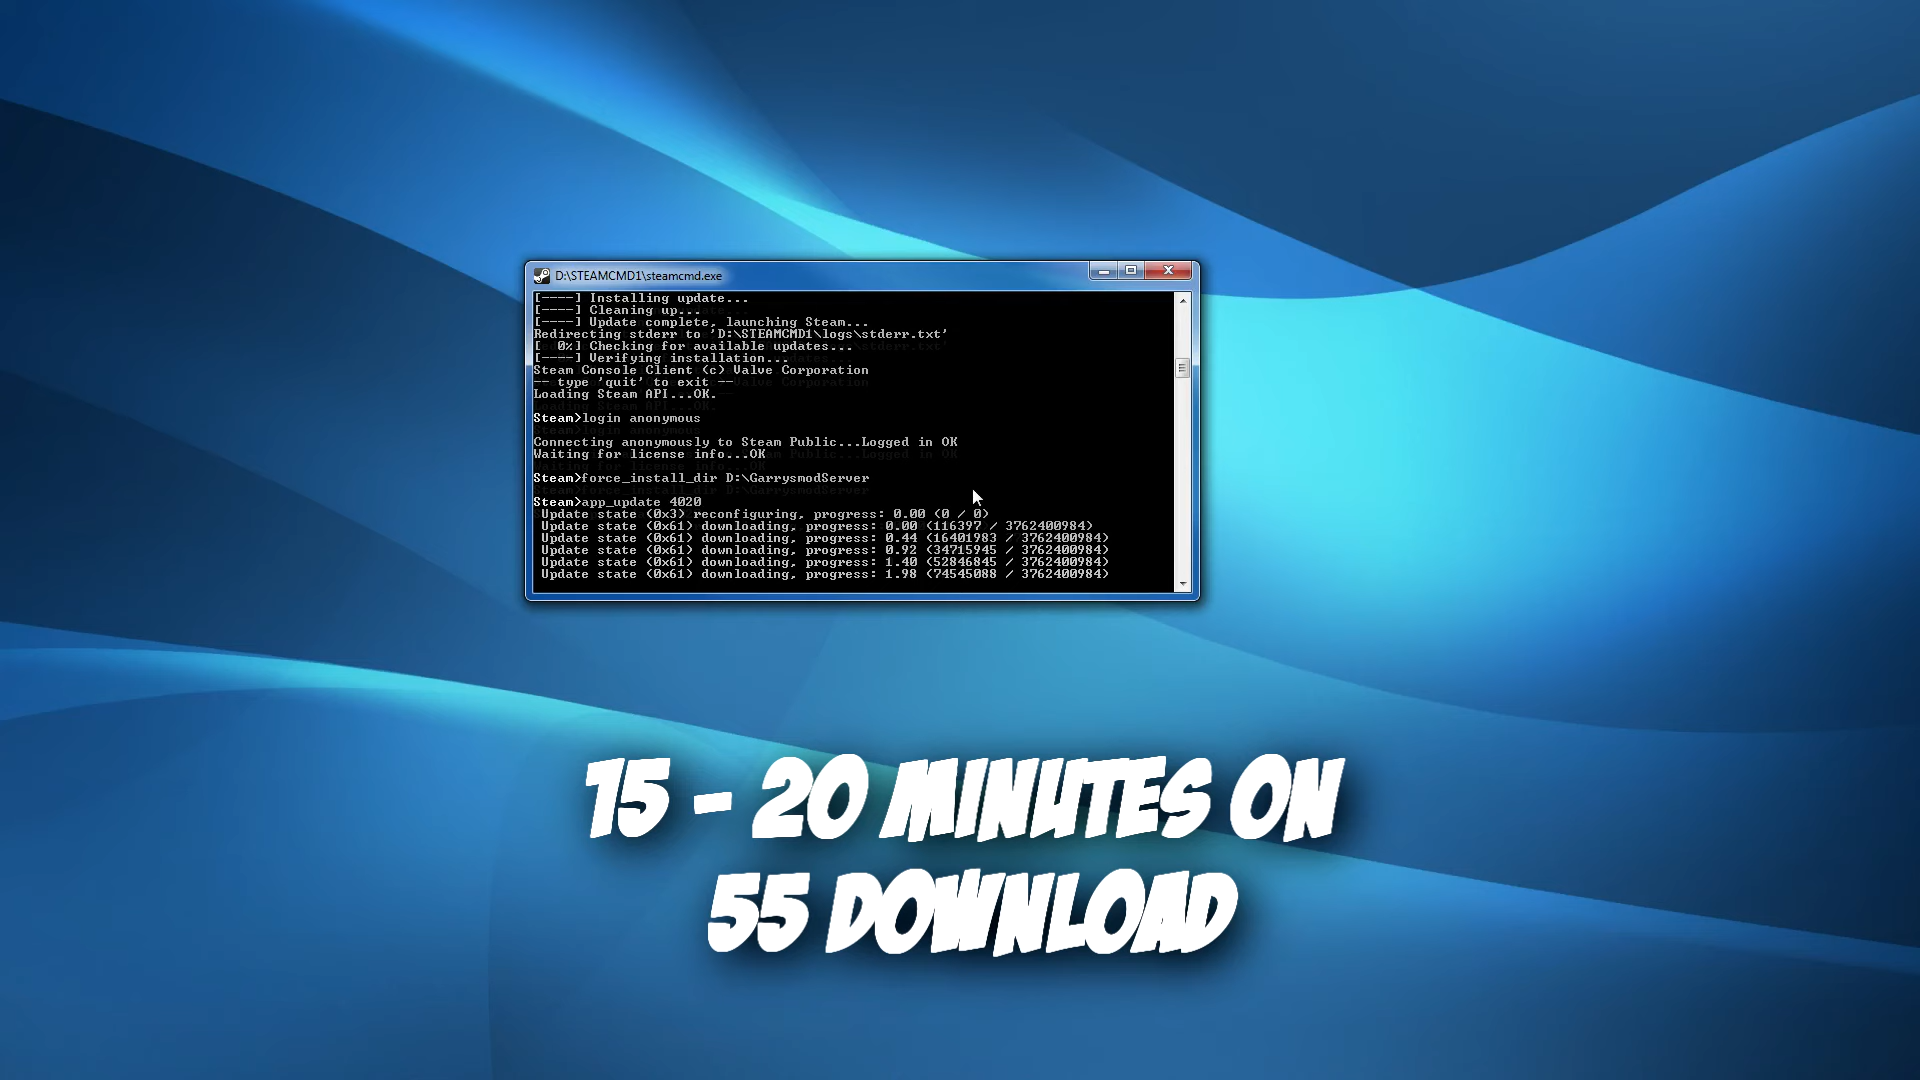 D:\STEAMCMD1\steamcmd.exe
[----] Installing update...
[----] Cleaning up...
[----] Update complete, launching Steam...
Redirecting stderr to 'D:\STEAMCMD1\logs\stderr.txt'
[  0%] Checking for available updates...
[----] Verifying installation...
Steam Console Client (c) Valve Corporation
-- type 'quit' to exit --
Loading Steam API...OK.
Steam>login anonymous
Connecting anonymously to Steam Public...Logged in OK
Waiting for license info...OK
Steam>force_install_dir D:\GarrysmodServer
Steam>app_update 4020
Update state (0x3) reconfiguring, progress: 0.00 (0 / 0)
Update state (0x61) downloading, progress: 0.00 (116397 / 3762400984)
Update state (0x61) downloading, progress: 0.44 (16401983 / 3762400984)
Update state (0x61) downloading, progress: 0.92 (34715945 / 3762400984)
Update state (0x61) downloading, progress: 1.40 (52846845 / 3762400984)
Update state (0x61) downloading, progress: 1.98 (74545088 / 3762400984)
15 - 20 MINUTES ON
55 DOWNLOAD